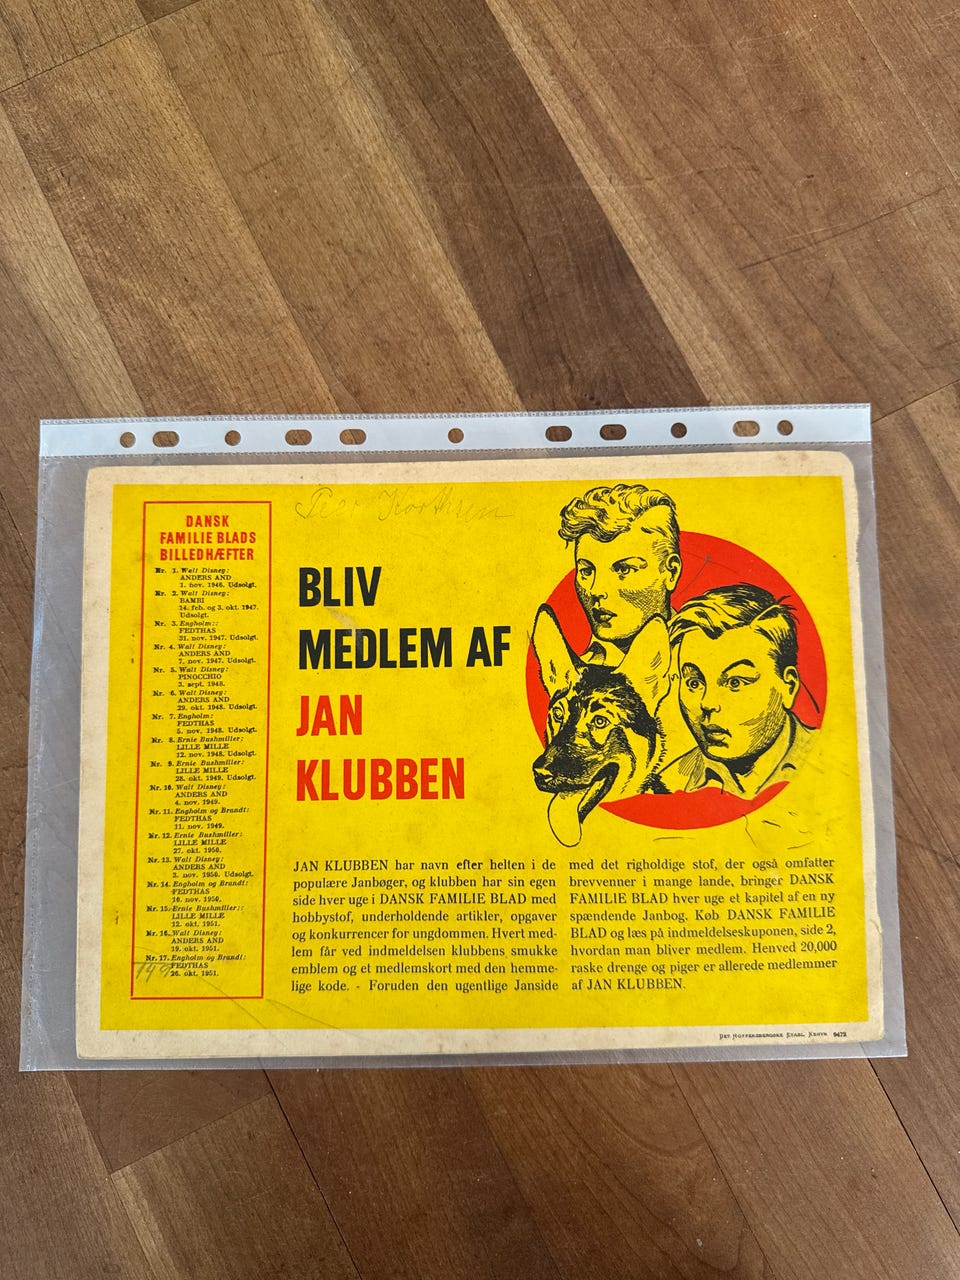 DANSK
FAMILIE BLADS
BILLEDHÆFTER
Nr. 1. Walt Disney:
ANDERS AND
1. nov. 1946. Udsolgt.
Nr. 2. Walt Disney:
BAMBI
24. feb. og 3. okt. 1947.
Udsolgt.
Nr. 3. Engholm::
FEDTHAS
31. nov. 1947. Udsolgt.
Nr. 4. Walt Disney:
ANDERS AND
7. nov. 1947. Udsolgt.
Nr. 5. Walt Disney:
PINOCCHIO
3. sept. 1948.
Nr. 6. Walt Disney:
ANDERS AND
29. okt. 1948. Udsolgt.
Nr. 7. Engholm:
FEDTHAS
5. nov. 1948. Udsolgt.
Nr. 8. Ernie Bushmiller:
LILLE MILLE
12. nov. 1948. Udsolgt.
Nr. 9. Ernie Bushmiller:
LILLE MILLE
28. okt. 1949. Udsolgt.
Nr. 10. Walt Disney:
ANDERS AND
4. nov. 1949.
Nr. 11. Engholm og Brandt:
FEDTHAS
11. nov. 1949.
Nr. 12. Ernie Bushmiller:
LILLE MILLE
27. okt. 1950.
Nr. 13. Walt Disney:
ANDERS AND
3. nov. 1950. Udsolgt.
Nr. 14. Engholm og Brandt:
FEDTHAS
10. nov. 1950.
Nr. 15. Ernie Bushmiller::
LILLE MILLE
12. okt. 1951.
Nr. 16. Walt Disney:
ANDERS AND
19. okt. 1951.
Nr. 17. Engholm og Brandt:
FEDTHAS
26. okt. 1951.
BLIV
MEDLEM AF
JAN
KLUBBEN
JAN KLUBBEN har navn efter helten i de
populære Janbøger, og klubben har sin egen
side hver uge i DANSK FAMILIE BLAD med
hobbystof, underholdende artikler, opgaver
og konkurrencer for ungdommen. Hvert med-
lem får ved indmeldelsen klubbens smukke
emblem og et medlemskort med den hemme-
lige kode. - Foruden den ugentlige Janside
med det righoldige stof, der også omfatter
brevvenner i mange lande, bringer DANSK
FAMILIE BLAD hver uge et kapitel af en ny
spændende Janbog. Køb DANSK FAMILIE
BLAD og læs på indmeldelseskuponen, side 2,
hvordan man bliver medlem. Henved 20,000
raske drenge og piger er allerede medlemmer
af JAN KLUBBEN.
DET HOFFENSBERGSKE ETABL. KBHVN. 9472